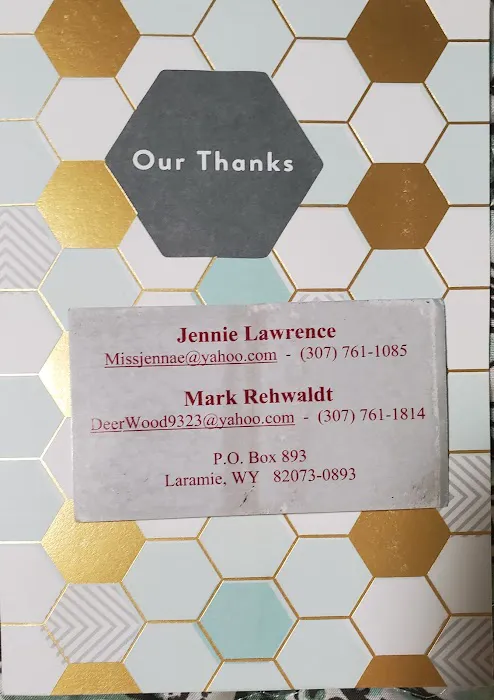 Our Thanks
Jennie Lawrence
Missjennae@yahoo.com - (307) 761-1085
Mark Rehwaldt
DeerWood9323@yahoo.com - (307) 761-1814
P.O. Box 893
Laramie, WY 82073-0893